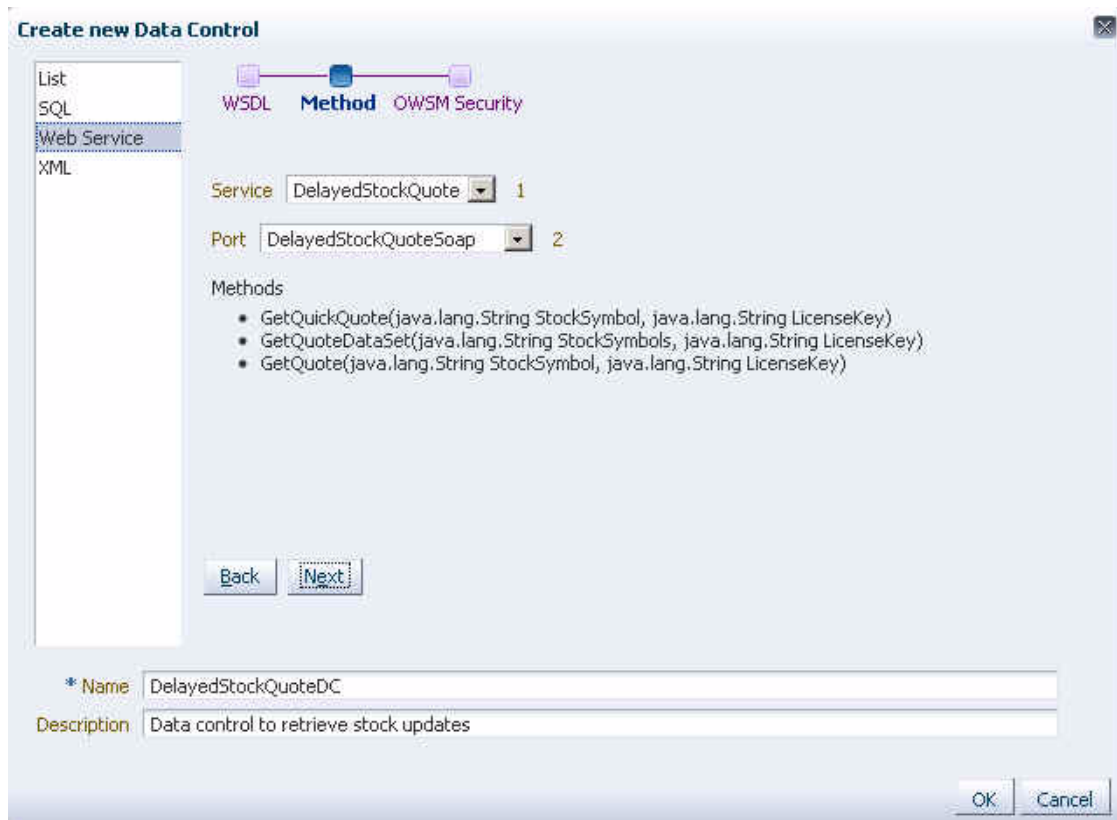 Create new Data Control
List
SQL
Web Service
XML
WSDL Method OWSM Security
Service DelayedStockQuote 1
Port DelayedStockQuoteSoap 2
Methods
• GetQuickQuote(java.lang.String StockSymbol, java.lang.String LicenseKey)
• GetQuoteDataSet(java.lang.String StockSymbols, java.lang.String LicenseKey)
• GetQuote(java.lang.String StockSymbol, java.lang.String LicenseKey)
Back Next
* Name DelayedStockQuoteDC
Description Data control to retrieve stock updates
OK Cancel